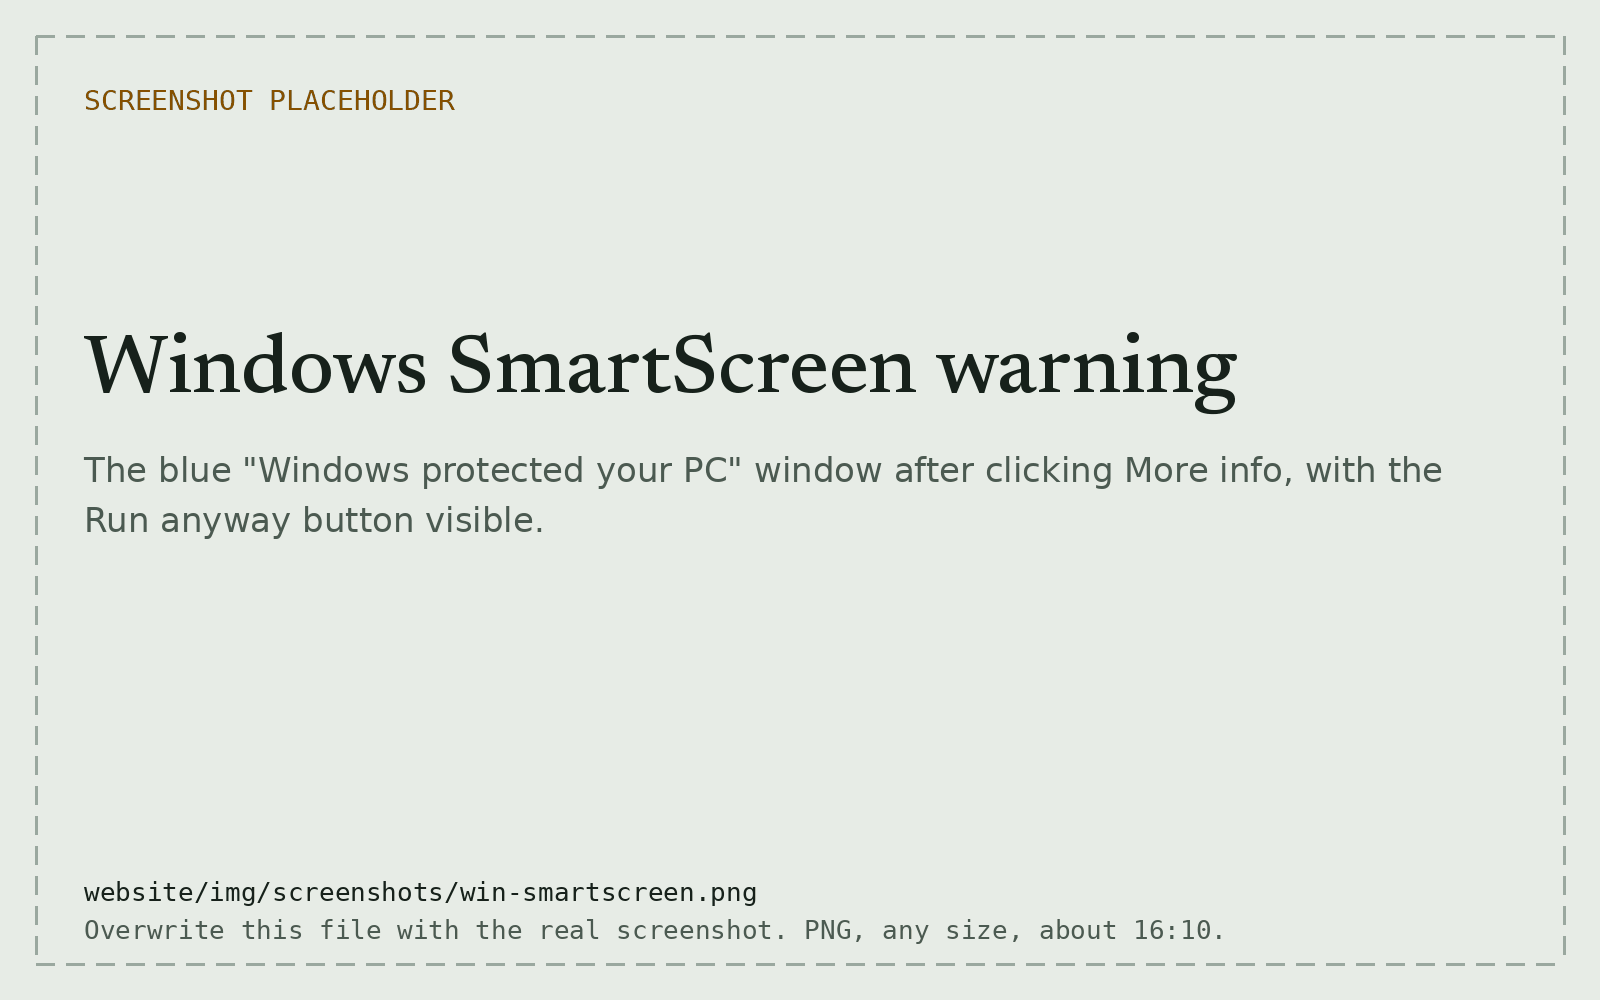 SCREENSHOT PLACEHOLDER
Windows SmartScreen warning
The blue "Windows protected your PC" window after clicking More info, with the
Run anyway button visible.
website/img/screenshots/win-smartscreen.png
Overwrite this file with the real screenshot. PNG, any size, about 16:10.